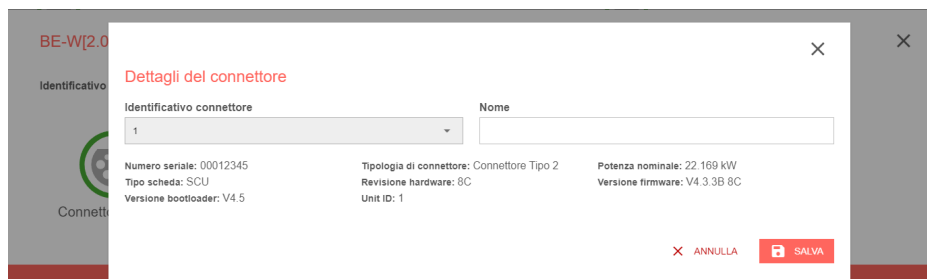 BE-W[2.0
Identificativo
Connett
Dettagli del connettore
Identificativo connettore
Nome
1
Numero seriale: 00012345
Tipologia di connettore: Connettore Tipo 2
Potenza nominale: 22.169 kW
Tipo scheda: SCU
Revisione hardware: 8C
Versione firmware: V4.3.3B 8C
Versione bootloader: V4.5
Unit ID: 1
ANNULLA
SALVA